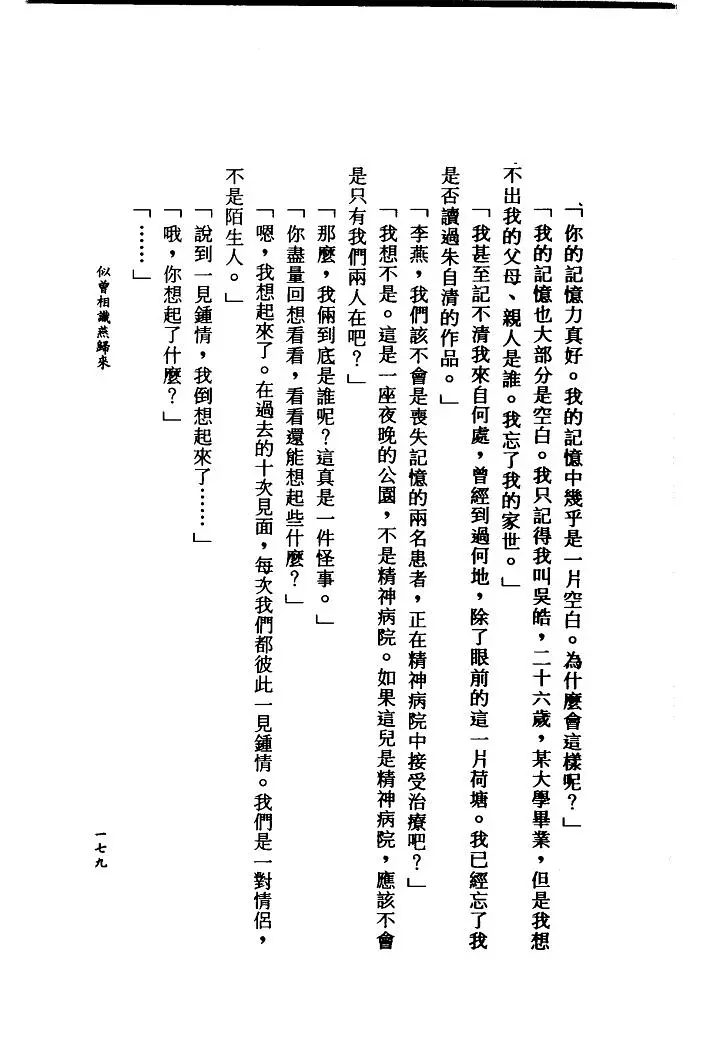 「你的記憶力真好。我的記憶中幾乎是一片空白。為什麼會這樣呢？」
「我的記憶也大部分是空白。我只記得我叫吳皓，二十六歲，某大學畢業，但是我想
不出我的父母、親人是誰。我忘了我的家世。」
「我甚至記不清我來自何處，曾經到過何地，除了眼前的這一片荷塘。我已經忘了我
是否讀過朱自清的作品。」
「李燕，我們該不會是喪失記憶的兩名患者，正在精神病院中接受治療吧？」
「我想不是。這是一座夜晚的公園，不是精神病院。如果這兒是精神病院，應該不會
是只有我們兩人在吧？」
「那麼，我倆到底是誰呢？這真是一件怪事。」
「你盡量回想看看，看看還能想起些什麼？」
「嗯，我想起來了。在過去的十次見面，每次我們都彼此一見鍾情。我們是一對情侶，
不是陌生人。」
「說到一見鍾情，我倒想起來了……」
「哦，你想起了什麼？」
「……」
似曾相識燕歸來
一七九